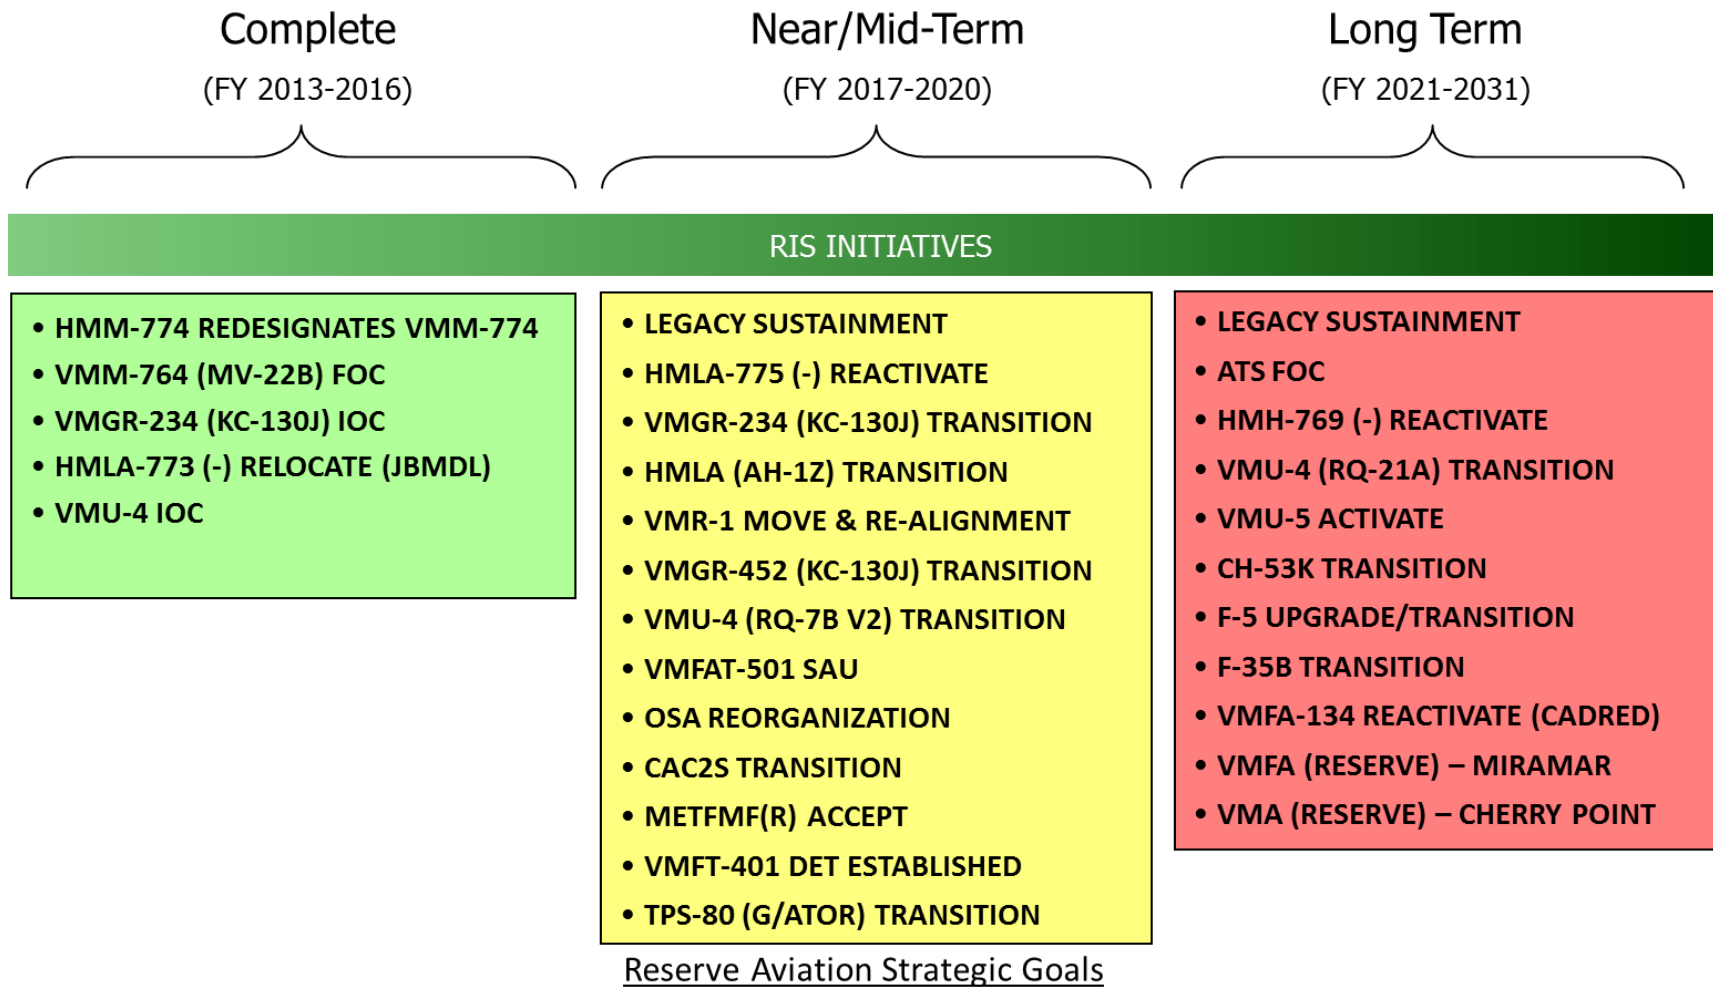 Complete
(FY 2013-2016)
Near/Mid-Term
(FY 2017-2020)
Long Term
(FY 2021-2031)
RIS INITIATIVES
• HMM-774 REDESIGNATES VMM-774
• VMM-764 (MV-22B) FOC
• VMGR-234 (KC-130J) IOC
• HMLA-773 (-) RELOCATE (JBMDL)
• VMU-4 IOC
• LEGACY SUSTAINMENT
• HMLA-775 (-) REACTIVATE
• VMGR-234 (KC-130J) TRANSITION
• HMLA (AH-1Z) TRANSITION
• VMR-1 MOVE & RE-ALIGNMENT
• VMGR-452 (KC-130J) TRANSITION
• VMU-4 (RQ-7B V2) TRANSITION
• VMFAT-501 SAU
• OSA REORGANIZATION
• CAC2S TRANSITION
• METFMF(R) ACCEPT
• VMFT-401 DET ESTABLISHED
• TPS-80 (G/ATOR) TRANSITION
• LEGACY SUSTAINMENT
• ATS FOC
• HMH-769 (-) REACTIVATE
• VMU-4 (RQ-21A) TRANSITION
• VMU-5 ACTIVATE
• CH-53K TRANSITION
• F-5 UPGRADE/TRANSITION
• F-35B TRANSITION
• VMFA-134 REACTIVATE (CADRED)
• VMFA (RESERVE) – MIRAMAR
• VMA (RESERVE) – CHERRY POINT
Reserve Aviation Strategic Goals